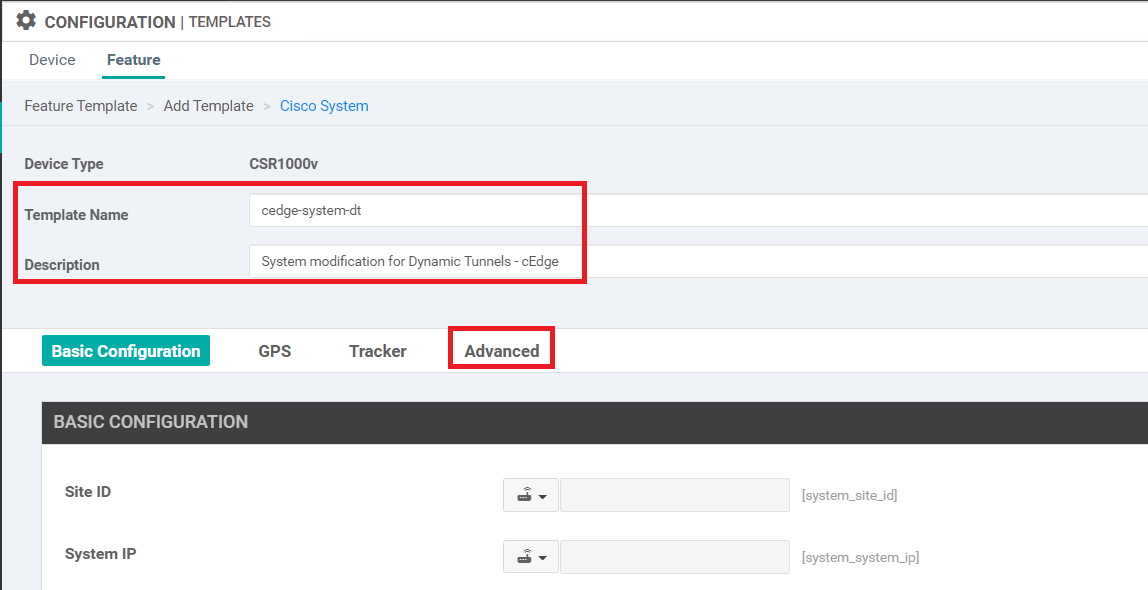 CONFIGURATION | TEMPLATES
Device Feature
Feature Template > Add Template > Cisco System
Device Type CSR1000v
Template Name cedge-system-dt
Description System modification for Dynamic Tunnels - cEdge
Basic Configuration GPS Tracker Advanced
BASIC CONFIGURATION
Site ID [system_site_id]
System IP [system_system_ip]